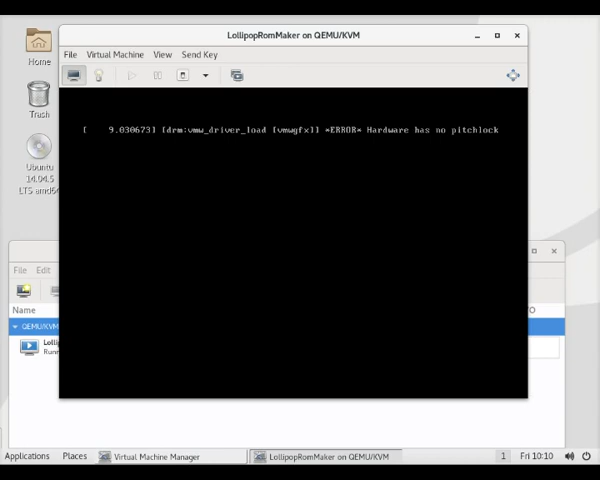 LollipopRomMaker on QEMU/KVM
File Virtual Machine View Send Key
Home
Trash
Ubuntu
14.04.5
LTS amd64
[ 9.030673] [drm:vmw_driver_load [vmwgfx]] *ERROR* Hardware has no pitchlock
File Edit
Name
QEMU/KVM
Lolli
Runn
Applications Places Virtual Machine Manager LollipopRomMaker on QEMU/KVM 1 Fri 10:10